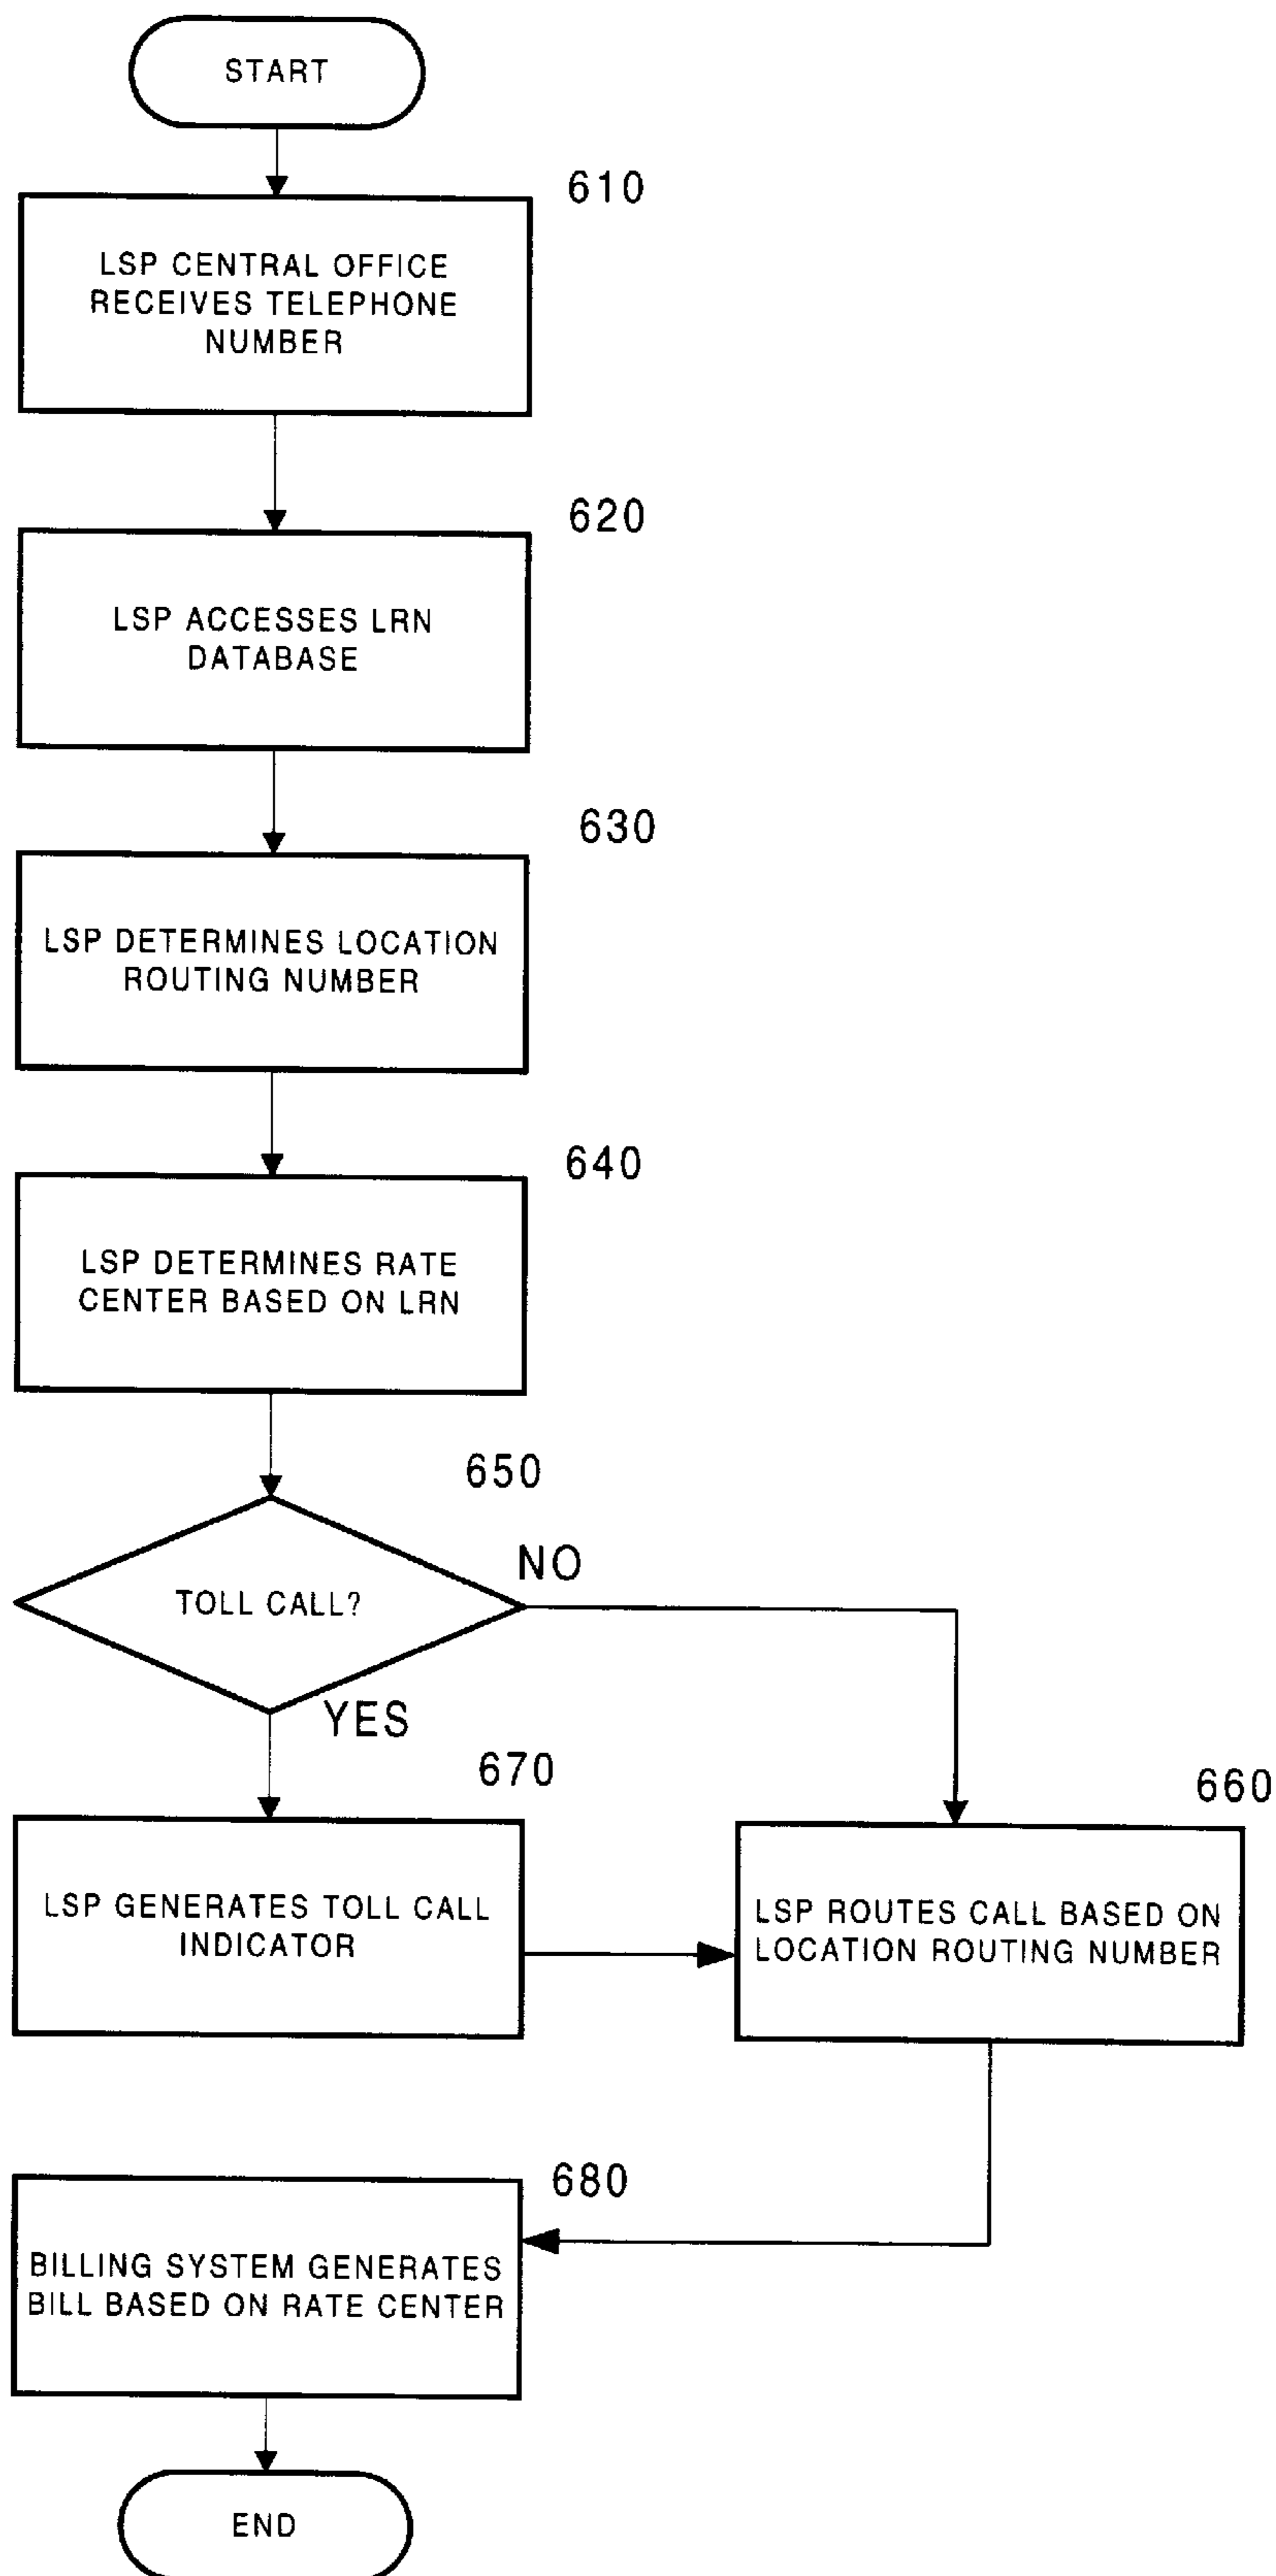 START
610
LSP CENTRAL OFFICE
RECEIVES TELEPHONE
NUMBER
620
LSP ACCESSES LRN
DATABASE
630
LSP DETERMINES LOCATION
ROUTING NUMBER
640
LSP DETERMINES RATE
CENTER BASED ON LRN
650
TOLL CALL?
NO
YES
670
LSP GENERATES TOLL CALL
INDICATOR
660
LSP ROUTES CALL BASED ON
LOCATION ROUTING NUMBER
680
BILLING SYSTEM GENERATES
BILL BASED ON RATE CENTER
END